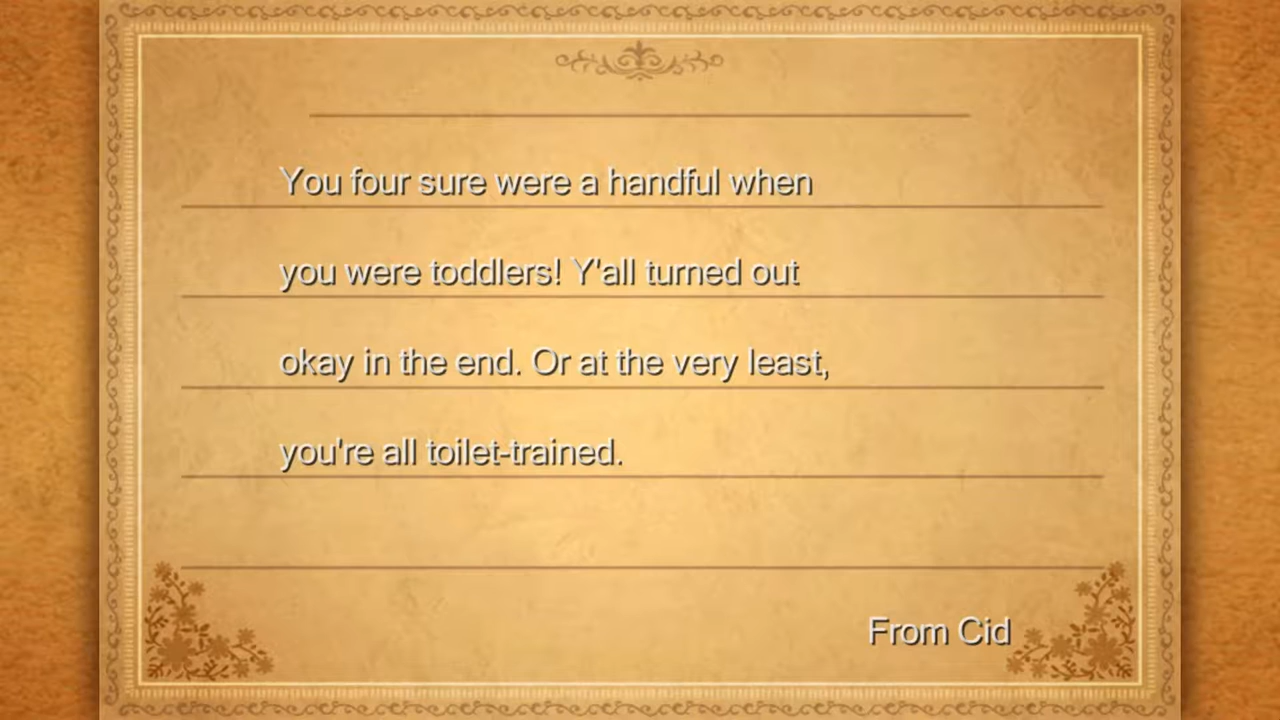 You four sure were a handful when
you were toddlers! Y'all turned out
okay in the end. Or at the very least,
you're all toilet-trained.
From Cid